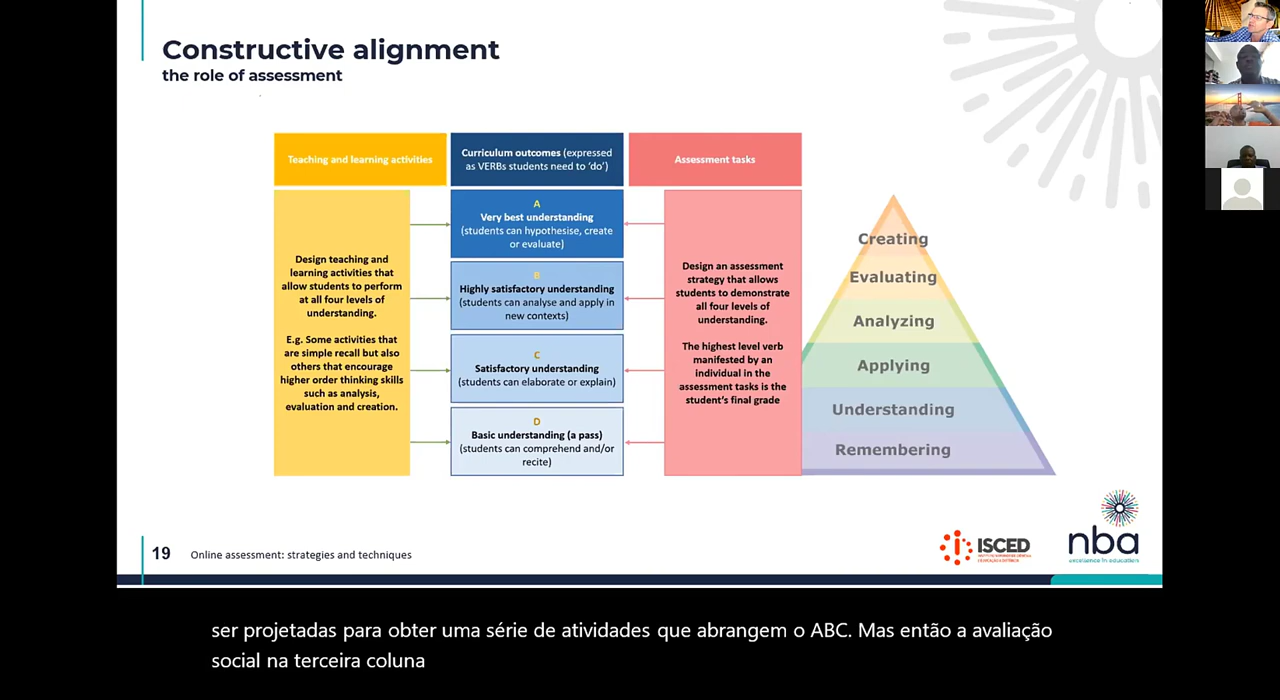 Constructive alignment
the role of assessment
Teaching and learning activities
Curriculum outcomes (expressed
as VERBs students need to ‘do’)
Assessment tasks
Design teaching and
learning activities that
allow students to perform
at all four levels of
understanding.
E.g. Some activities that
are simple recall but also
others that encourage
higher order thinking skills
such as analysis,
evaluation and creation.
A
Very best understanding
(students can hypothesise, create
or evaluate)
B
Highly satisfactory understanding
(students can analyse and apply in
new contexts)
C
Satisfactory understanding
(students can elaborate or explain)
D
Basic understanding (a pass)
(students can comprehend and/or
recite)
Design an assessment
strategy that allows
students to demonstrate
all four levels of
understanding.
The highest level verb
manifested by an
individual in the
assessment tasks is the
student’s final grade
Creating
Evaluating
Analyzing
Applying
Understanding
Remembering
19
Online assessment: strategies and techniques
ISCED
nba
excellence in education
ser projetadas para obter uma série de atividades que abrangem o ABC. Mas então a avaliação
social na terceira coluna